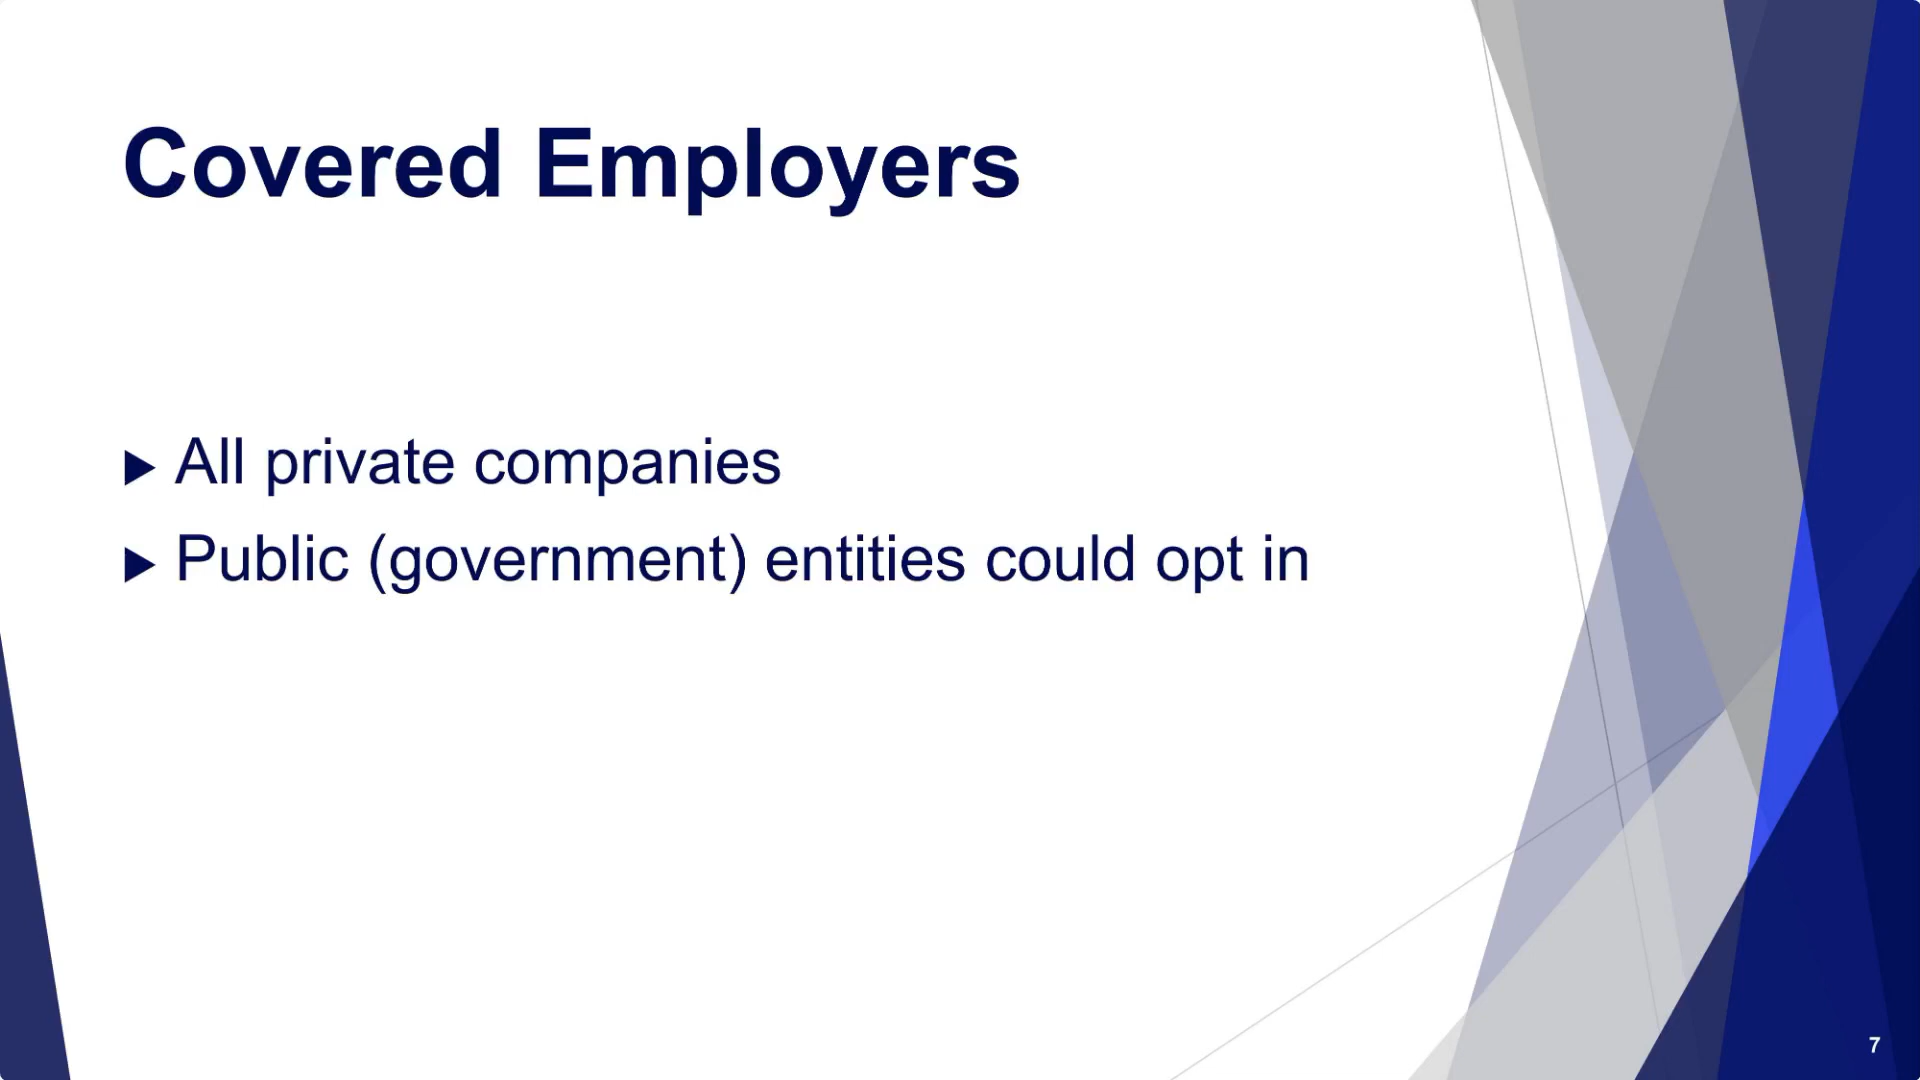 Covered Employers
All private companies
Public (government) entities could opt in
7